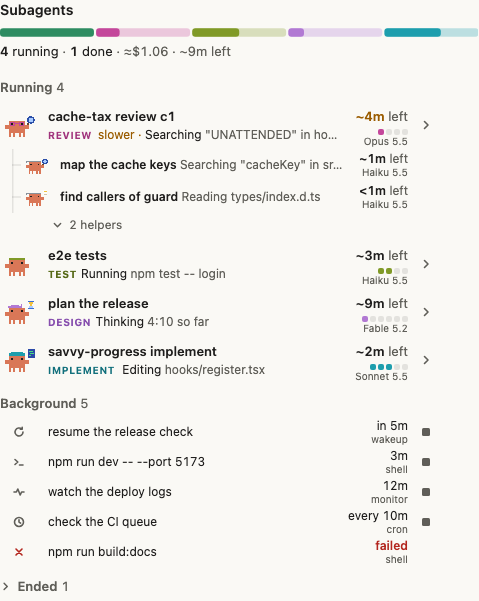 Subagents
4 running · 1 done · ≈$1.06 · ~9m left
Running 4
cache-tax review c1 ~4m left
REVIEW slower · Searching "UNATTENDED" in ho...
Opus 5.5
map the cache keys Searching "cacheKey" in sr... ~1m left
Haiku 5.5
find callers of guard Reading types/index.d.ts <1m left
Haiku 5.5
2 helpers
e2e tests ~3m left
TEST Running npm test -- login
Haiku 5.5
plan the release ~9m left
DESIGN Thinking 4:10 so far
Fable 5.2
savvy-progress implement ~2m left
IMPLEMENT Editing hooks/register.tsx
Sonnet 5.5
Background 5
resume the release check in 5m
wakeup
npm run dev -- --port 5173 3m
shell
watch the deploy logs 12m
monitor
check the CI queue every 10m
cron
npm run build:docs failed
shell
Ended 1